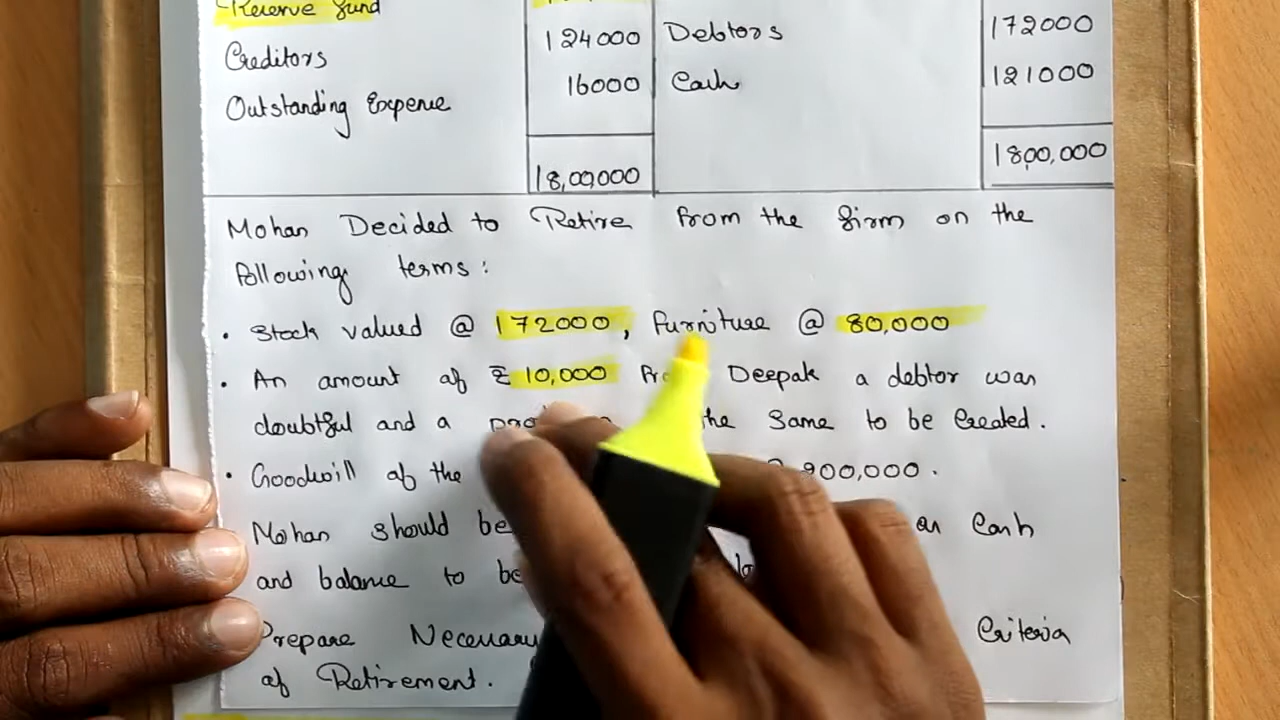 Reserve fund
Creditors 124000 Debtors 172000
Outstanding Expense 16000 Cash 121000
18,00,000 1800,000
Mohan Decided to Retire from the firm on the
following terms:
• Stock valued @ 172000, furniture @ 80,000
• An amount of ₹ 10,000 Deepak a debtor was
doubtful and a the Same to be Created.
• Goodwill of the 200,000.
Mohan should be Cash
and balance to be
Prepare Necessary Criteria
of Retirement.